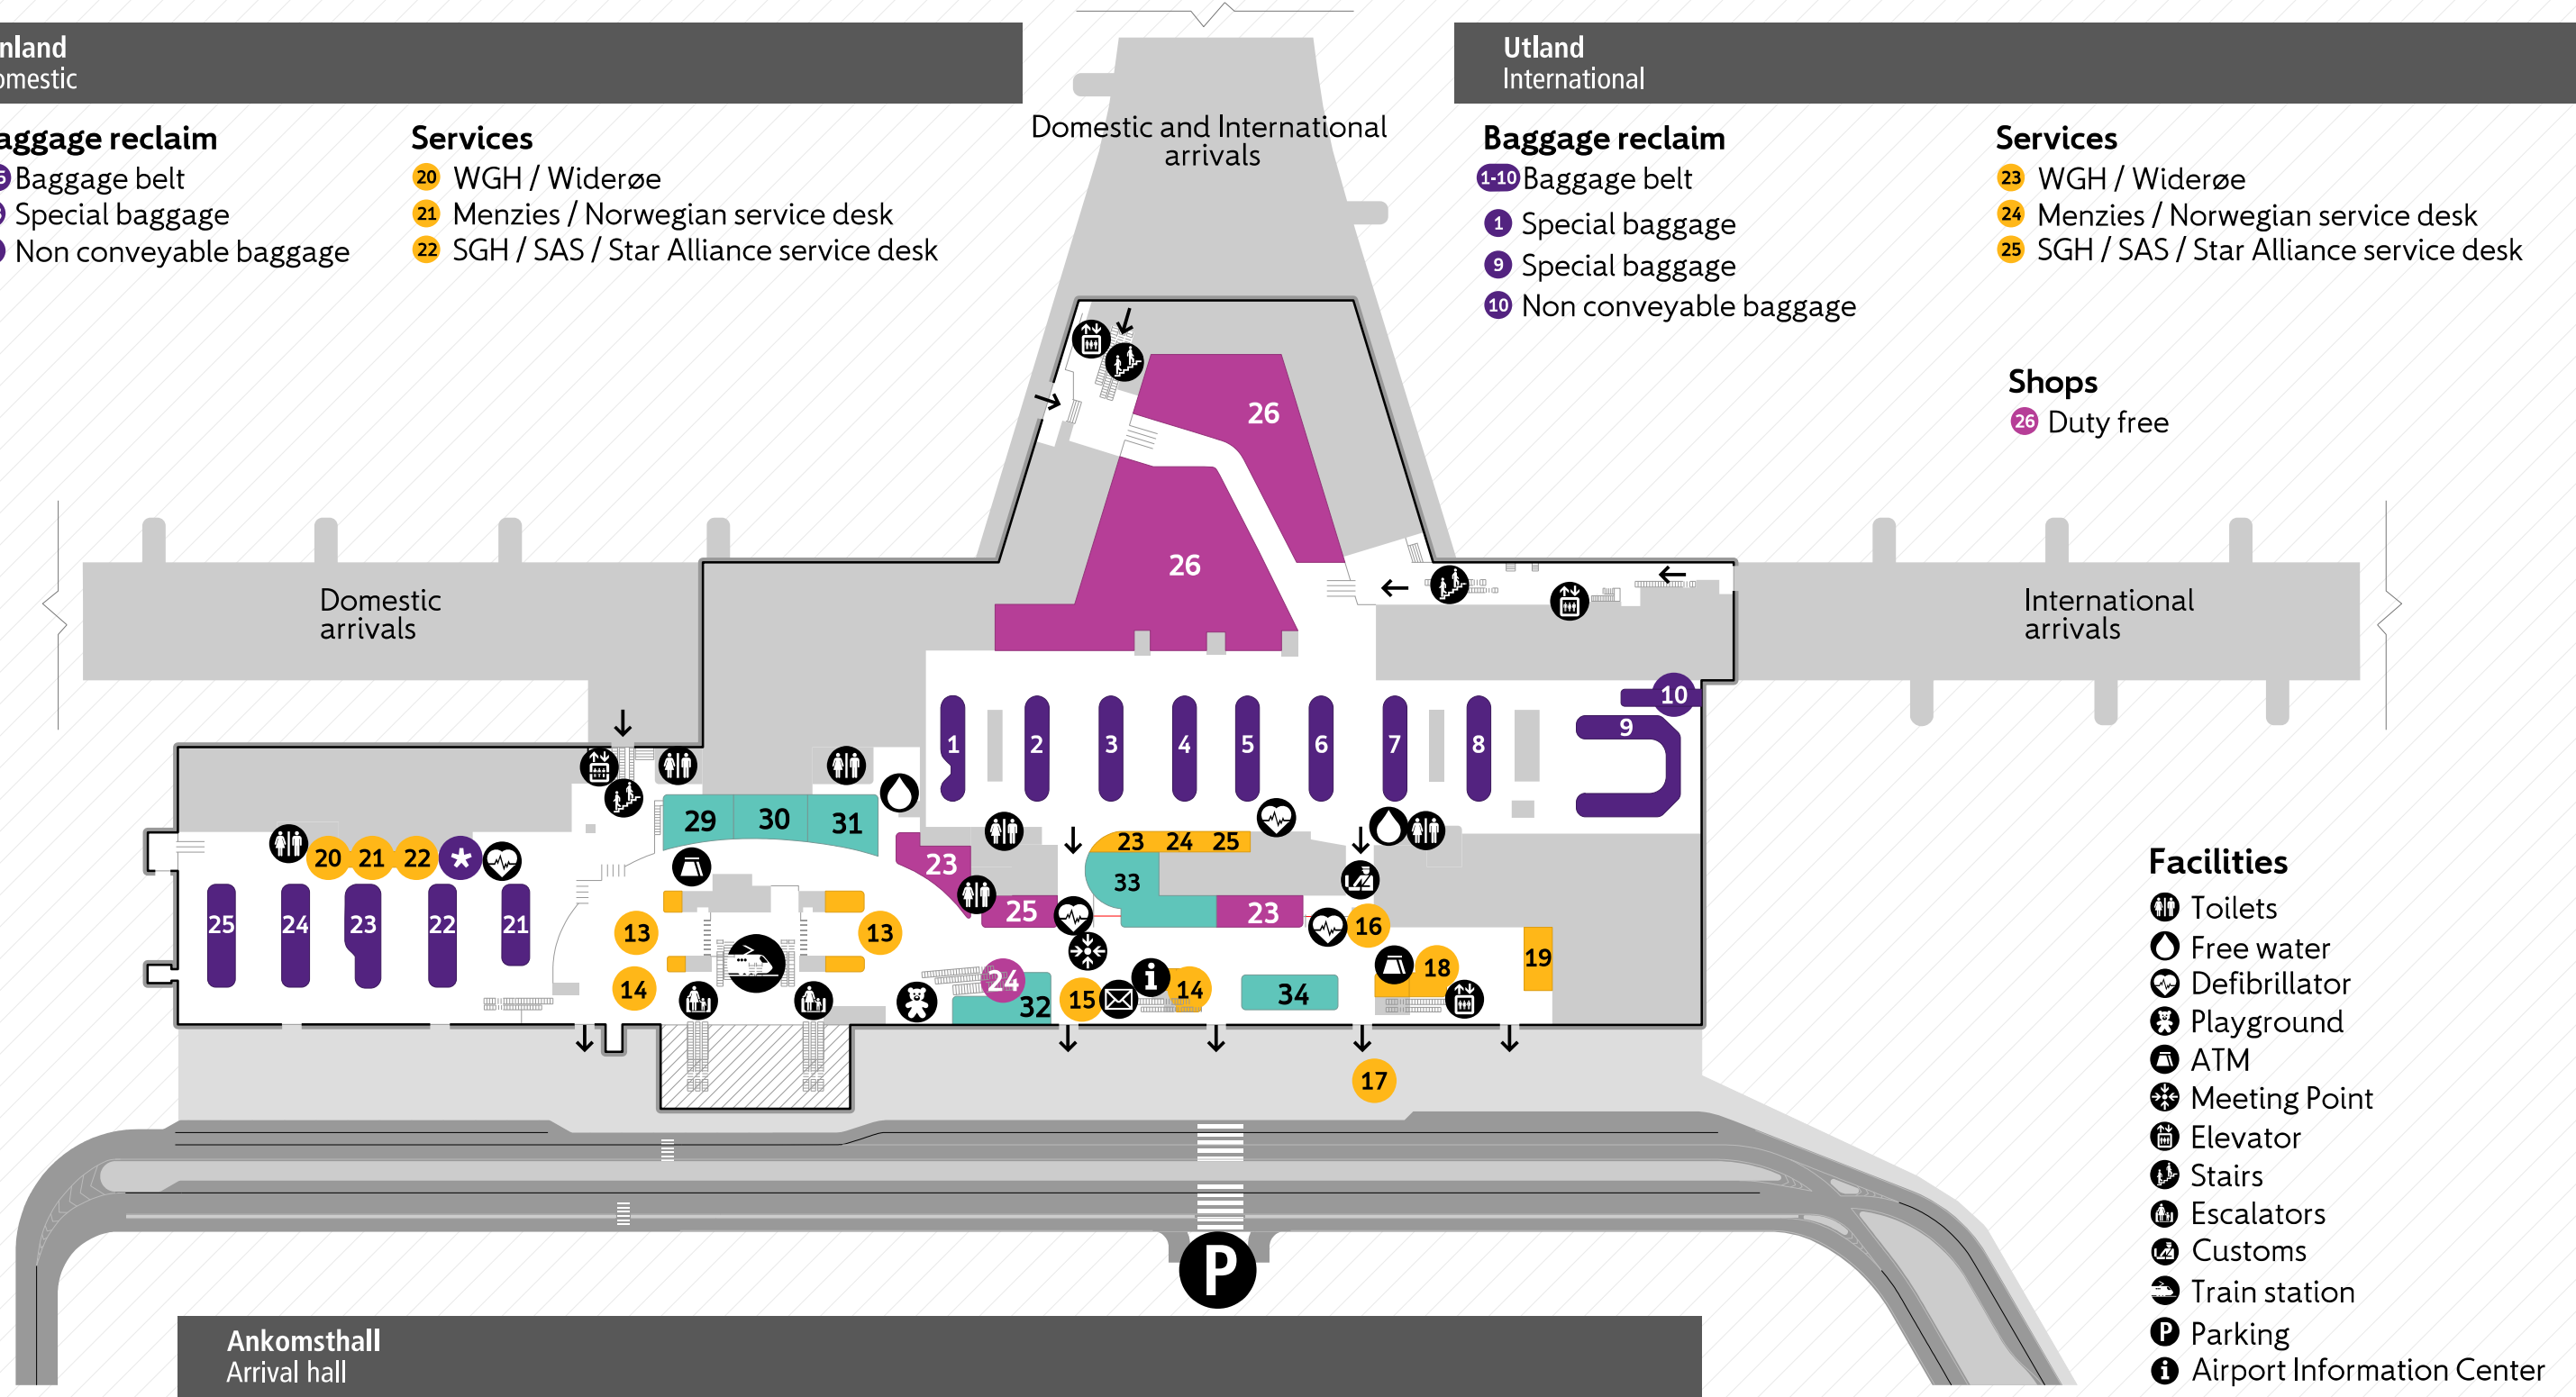 nland
omestic
aggage reclaim
Baggage belt
Special baggage
Non conveyable baggage
Services
20 WGH / Widerøe
21 Menzies / Norwegian service desk
22 SGH / SAS / Star Alliance service desk
Domestic and International
arrivals
Utland
International
Baggage reclaim
1-10 Baggage belt
1 Special baggage
9 Special baggage
10 Non conveyable baggage
Services
23 WGH / Widerøe
24 Menzies / Norwegian service desk
25 SGH / SAS / Star Alliance service desk
Shops
26 Duty free
26
26
Domestic
arrivals
International
arrivals
10
9
1 2 3 4 5 6 7 8
29 30 31
23 24 25
20 21 22 *
23
33
25 24 23 22 21
25
23
13
13
16
14
24
32
15
14
34
18
19
17
P
Facilities
Toilets
Free water
Defibrillator
Playground
ATM
Meeting Point
Elevator
Stairs
Escalators
Customs
Train station
P Parking
i Airport Information Center
Ankomsthall
Arrival hall